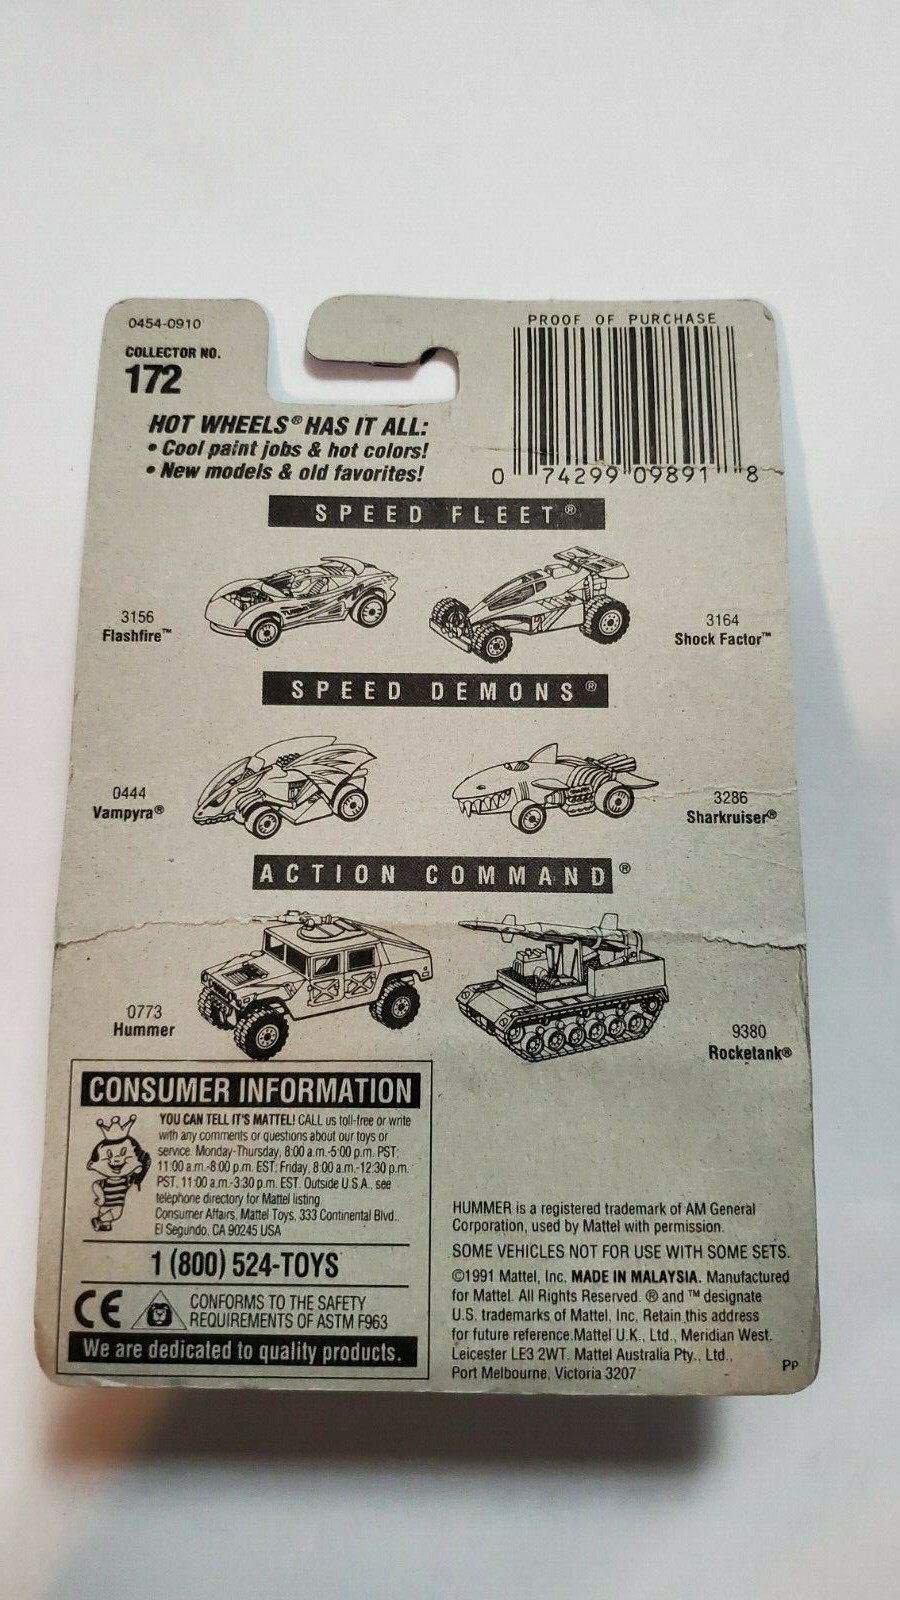 0454-0910
COLLECTOR NO.
172
PROOF OF PURCHASE
0 74299 09891 8
HOT WHEELS® HAS IT ALL:
• Cool paint jobs & hot colors!
• New models & old favorites!
SPEED FLEET®
3156
Flashfire™
3164
Shock Factor™
SPEED DEMONS®
0444
Vampyra®
3286
Sharkruiser®
ACTION COMMAND®
0773
Hummer
9380
Rocketank®
CONSUMER INFORMATION
YOU CAN TELL IT'S MATTEL! CALL us toll-free or write
with any comments or questions about our toys or
service. Monday-Thursday, 8:00 a.m.-5:00 p.m. PST;
11:00 a.m.-8:00 p.m. EST; Friday, 8:00 a.m.-12:30 p.m.
PST, 11:00 a.m.-3:30 p.m. EST. Outside U.S.A., see
telephone directory for Mattel listing.
Consumer Affairs, Mattel Toys, 333 Continental Blvd.,
El Segundo, CA 90245 USA
1 (800) 524-TOYS
CE
CONFORMS TO THE SAFETY
REQUIREMENTS OF ASTM F963
We are dedicated to quality products.
HUMMER is a registered trademark of AM General
Corporation, used by Mattel with permission.
SOME VEHICLES NOT FOR USE WITH SOME SETS.
©1991 Mattel, Inc. MADE IN MALAYSIA. Manufactured
for Mattel. All Rights Reserved. ® and ™ designate
U.S. trademarks of Mattel, Inc. Retain this address
for future reference.Mattel U.K., Ltd., Meridian West,
Leicester LE3 2WT. Mattel Australia Pty., Ltd.,
Port Melbourne, Victoria 3207
PP